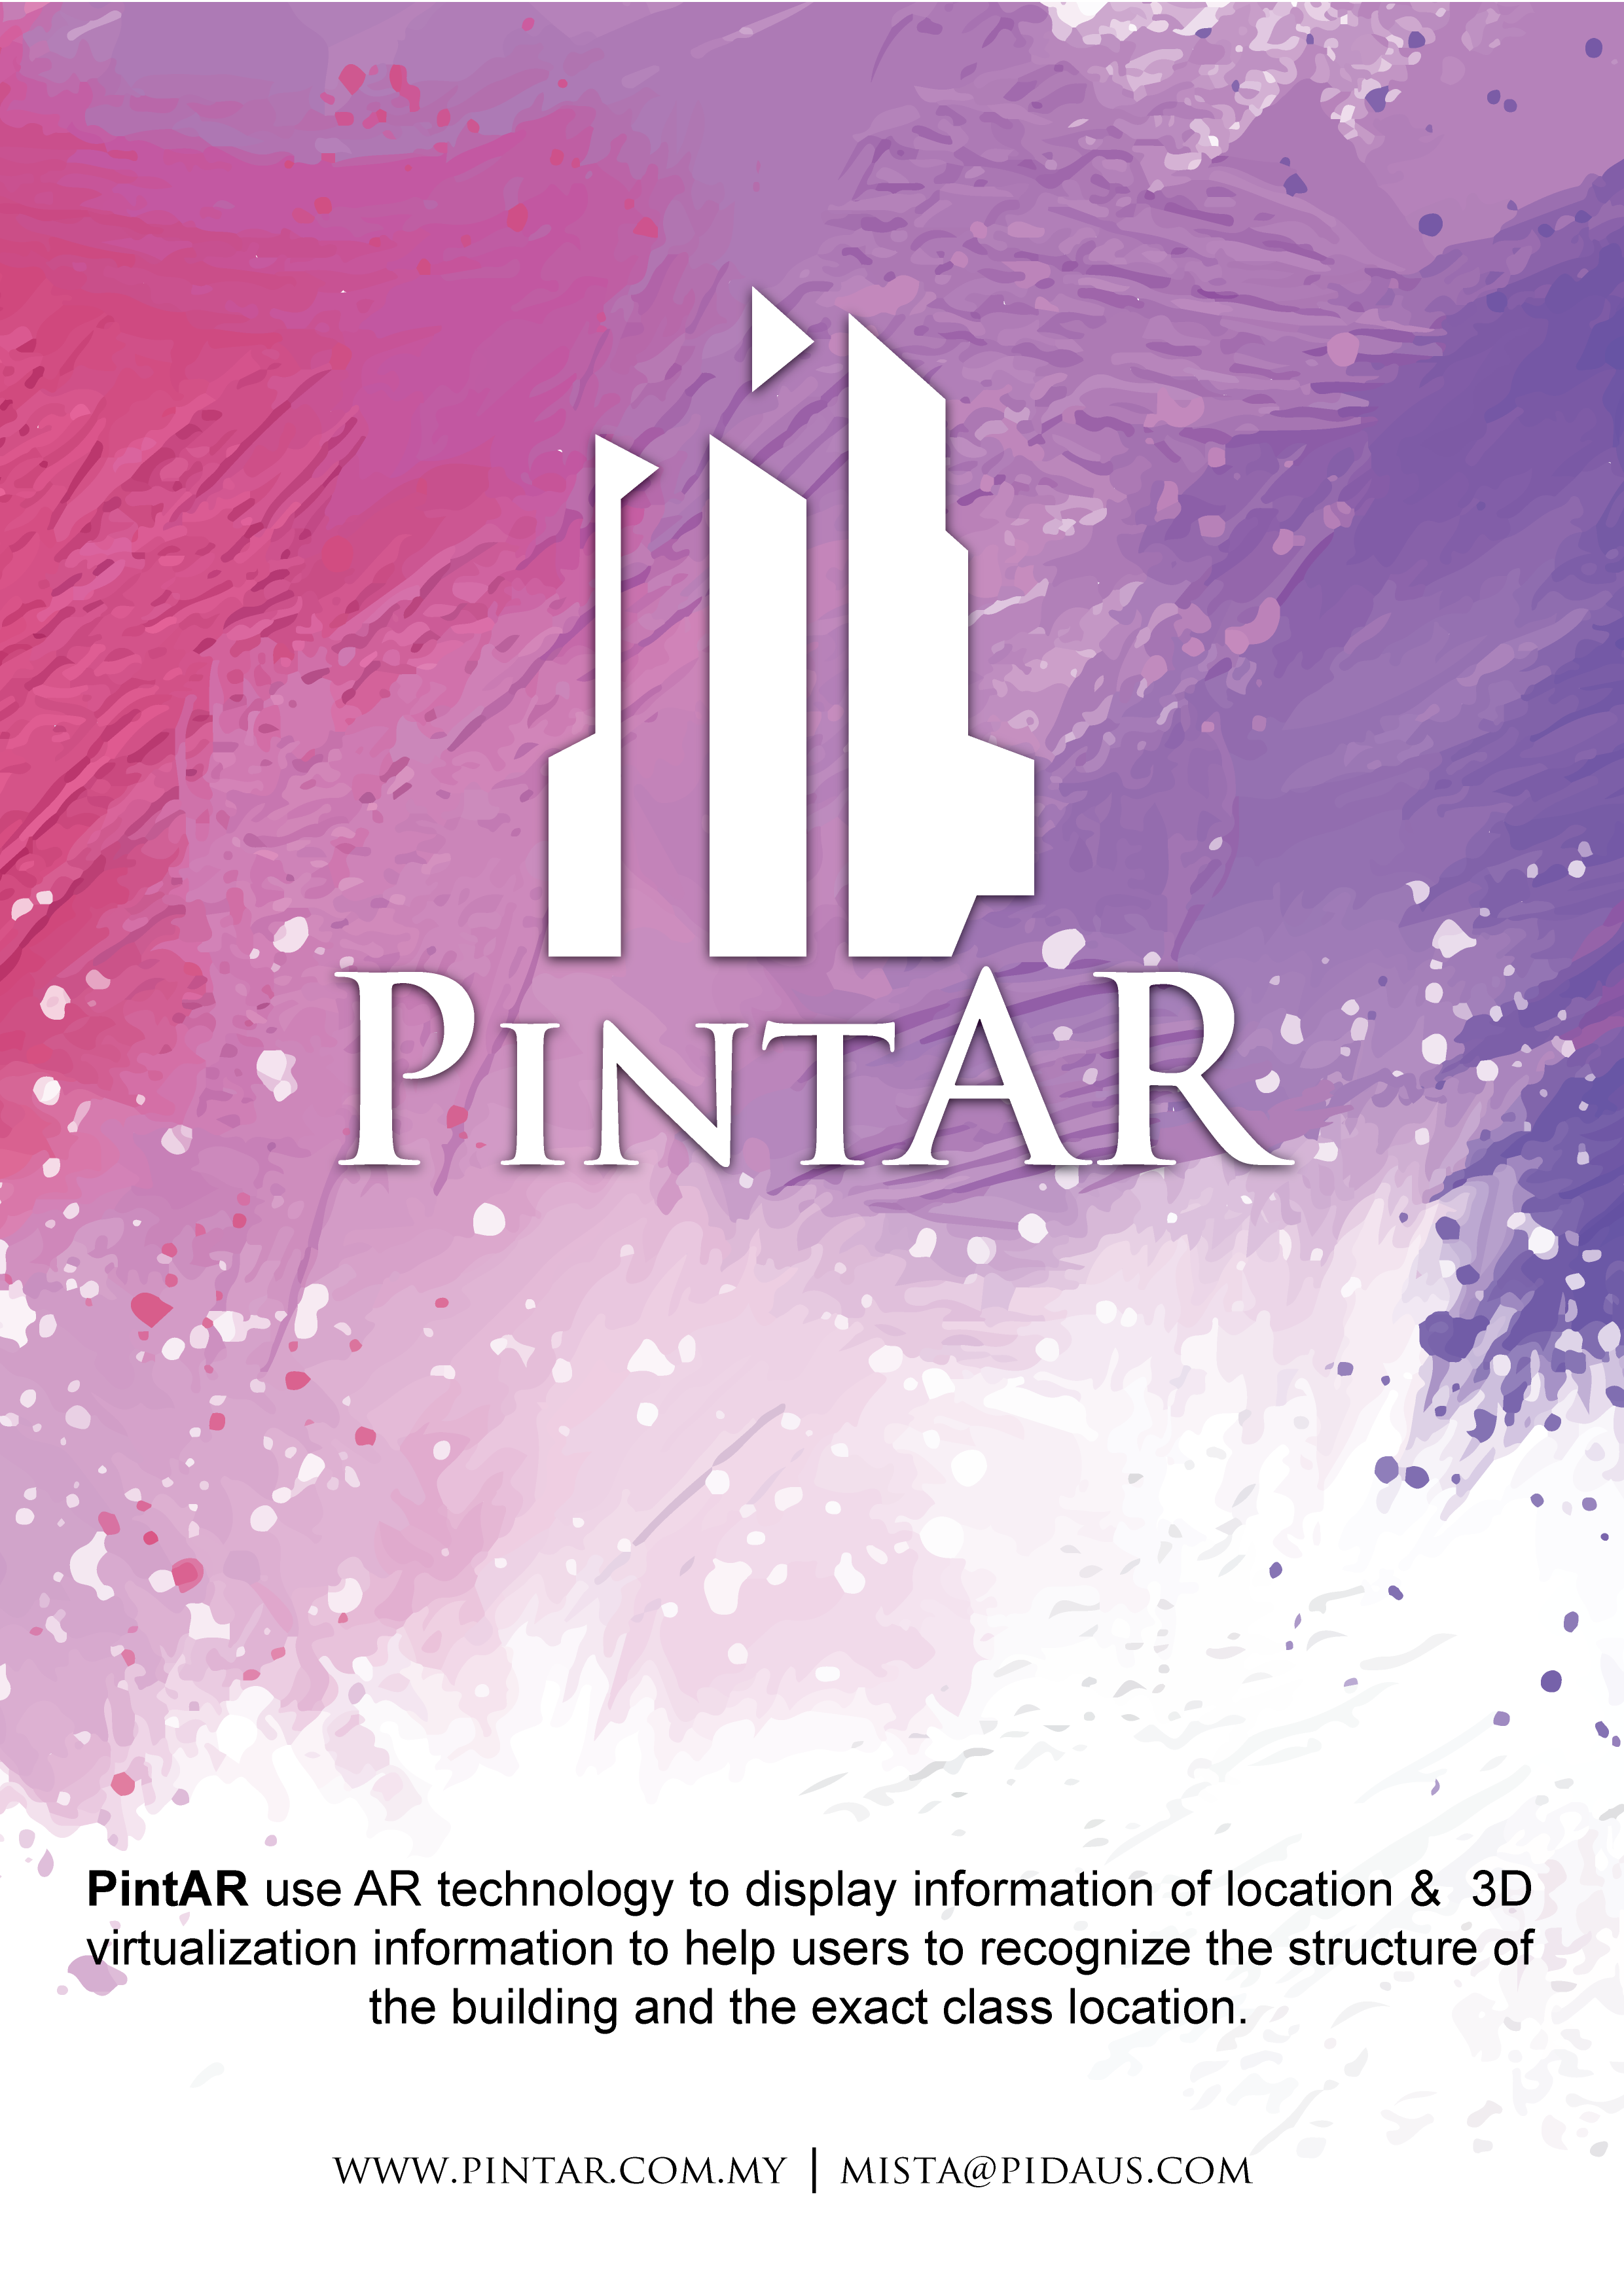 PINTAR
PintAR use AR technology to display information of location & 3D
virtualization information to help users to recognize the structure of
the building and the exact class location.
WWW.PINTAR.COM.MY | MISTA@PIDAUS.COM